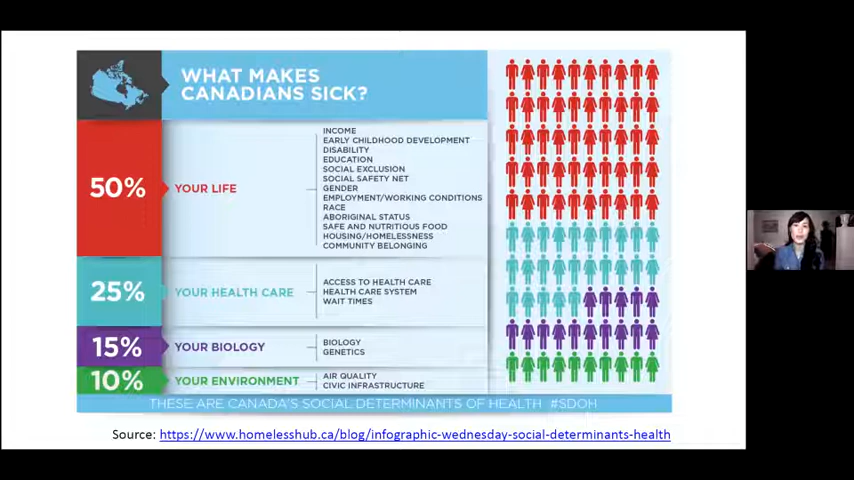 WHAT MAKES
CANADIANS SICK?
50%
YOUR LIFE
INCOME
EARLY CHILDHOOD DEVELOPMENT
DISABILITY
EDUCATION
SOCIAL EXCLUSION
SOCIAL SAFETY NET
GENDER
EMPLOYMENT/WORKING CONDITIONS
RACE
ABORIGINAL STATUS
SAFE AND NUTRITIOUS FOOD
HOUSING/HOMELESSNESS
COMMUNITY BELONGING
25%
YOUR HEALTH CARE
ACCESS TO HEALTH CARE
HEALTH CARE SYSTEM
WAIT TIMES
15%
YOUR BIOLOGY
BIOLOGY
GENETICS
10%
YOUR ENVIRONMENT
AIR QUALITY
CIVIC INFRASTRUCTURE
THESE ARE CANADA'S SOCIAL DETERMINANTS OF HEALTH #SDOH
Source: https://www.homelesshub.ca/blog/infographic-wednesday-social-determinants-health